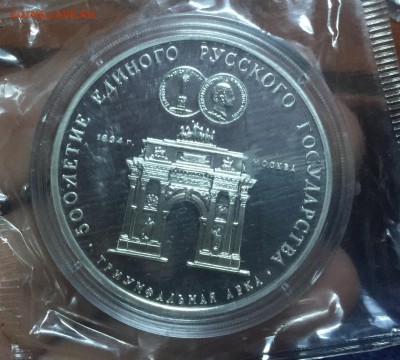 500-ЛЕТИЕ ЕДИНОГО РУССКОГО ГОСУДАРСТВА
1834 г.
МОСКВА
ТРИУМФАЛЬНАЯ АРКА